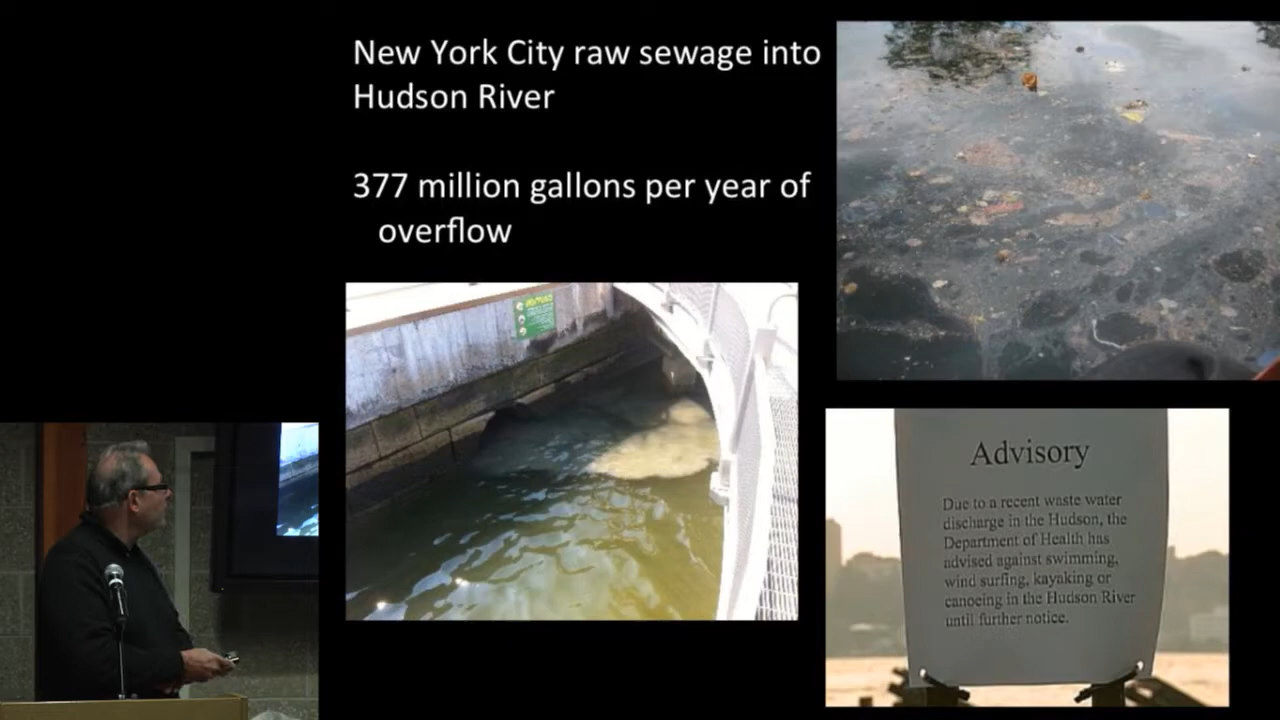 New York City raw sewage into
Hudson River
377 million gallons per year of
overflow
Advisory
Due to a recent waste water
discharge in the Hudson, the
Department of Health has
advised against swimming,
wind surfing, kayaking or
canoeing in the Hudson River
until further notice.